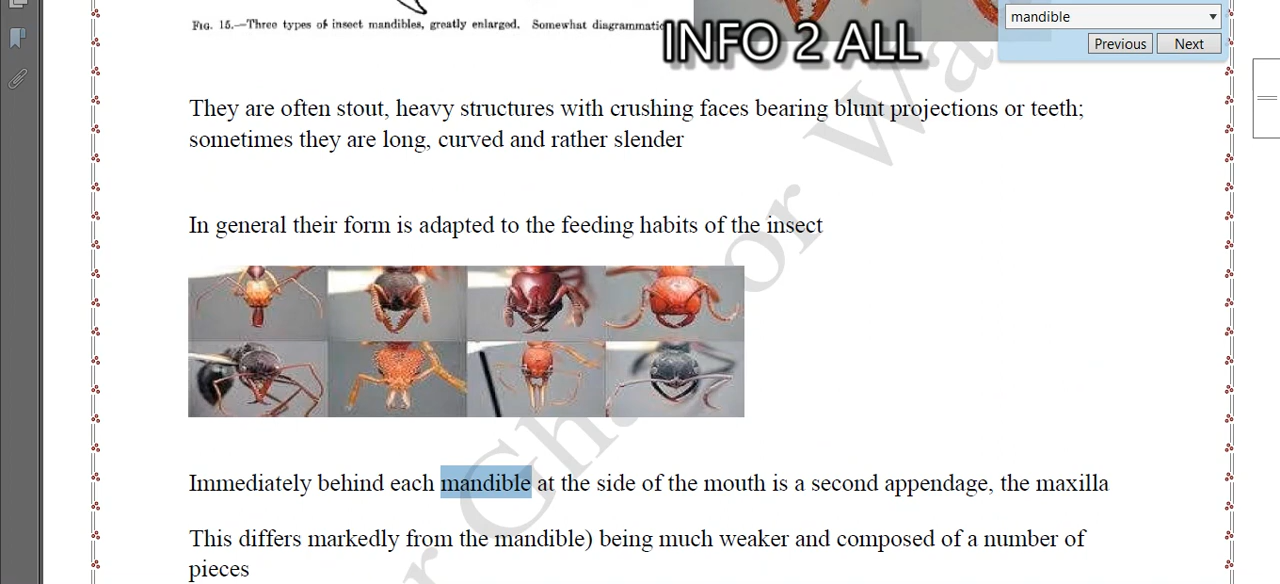 FIG. 15.—Three types of insect mandibles, greatly enlarged. Somewhat diagrammatic
INFO 2 ALL
mandible
Previous Next
They are often stout, heavy structures with crushing faces bearing blunt projections or teeth;
sometimes they are long, curved and rather slender
In general their form is adapted to the feeding habits of the insect
Immediately behind each mandible at the side of the mouth is a second appendage, the maxilla
This differs markedly from the mandible) being much weaker and composed of a number of
pieces